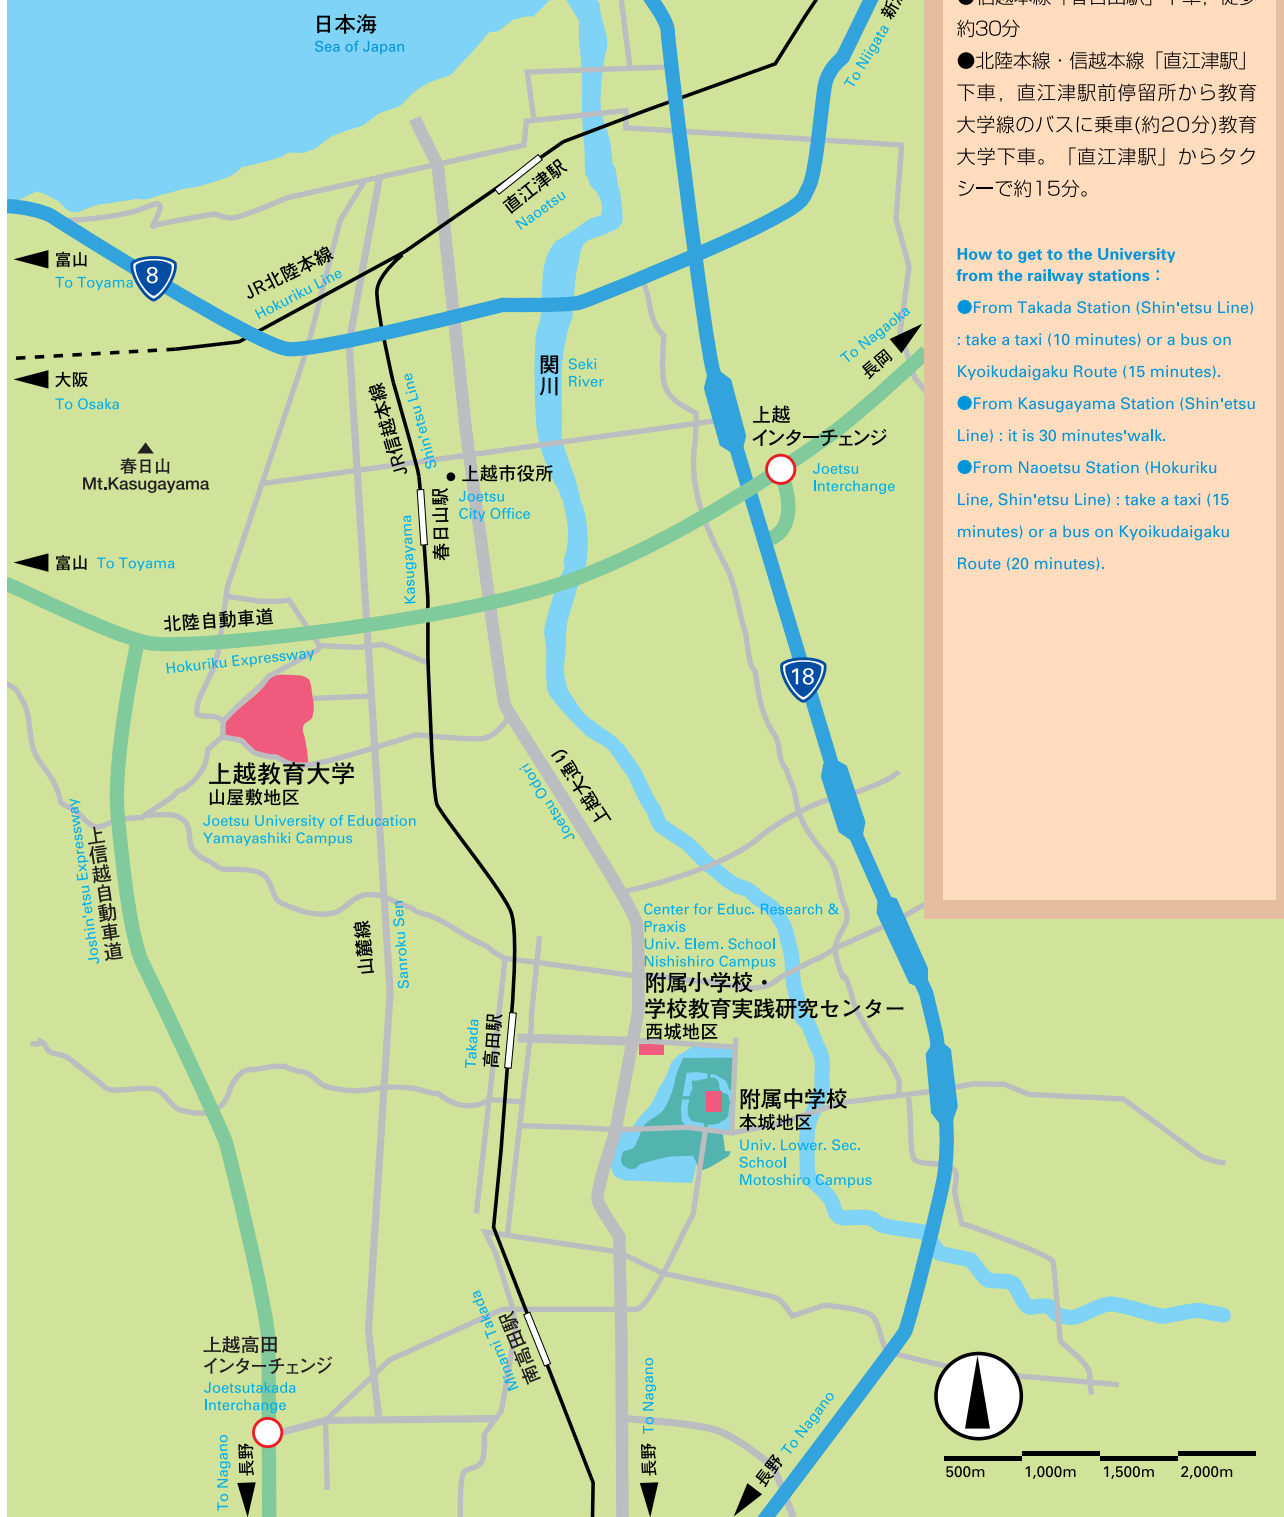 日本海
Sea of Japan
To Niigata
約30分
●北陸本線・信越本線「直江津駅」
下車，直江津駅前停留所から教育
大学線のバスに乗車(約20分)教育
大学下車。「直江津駅」からタク
シーで約15分。
How to get to the University
from the railway stations：
●From Takada Station (Shin'etsu Line)
: take a taxi (10 minutes) or a bus on
Kyoikudaigaku Route (15 minutes).
●From Kasugayama Station (Shin'etsu
Line) : it is 30 minutes'walk.
●From Naoetsu Station (Hokuriku
Line, Shin'etsu Line) : take a taxi (15
minutes) or a bus on Kyoikudaigaku
Route (20 minutes).
直江津駅
Naoetsu
富山
To Toyama
8
JR北陸本線
Hokuriku Line
大阪
To Osaka
関川
Seki
River
To Nagaoka
長岡
JR信越本線
Shin'etsu Line
上越
インターチェンジ
Joetsu
Interchange
春日山
Mt.Kasugayama
上越市役所
Joetsu
City Office
春日山駅
Kasugayama
富山 To Toyama
北陸自動車道
Hokuriku Expressway
18
上越教育大学
山屋敷地区
Joetsu University of Education
Yamayashiki Campus
上越大通り
Joetsu Odori
上信越自動車道
Joshin'etsu Expressway
山麓線
Sanroku Sen
Center for Educ. Research &
Praxis
Univ. Elem. School
Nishishiro Campus
附属小学校・
学校教育実践研究センター
西城地区
Takada
高田駅
附属中学校
本城地区
Univ. Lower. Sec.
School
Motoshiro Campus
Minami Takada
南高田駅
上越高田
インターチェンジ
Joetsutakada
Interchange
To Nagano
長野
長野 To Nagano
長野 To Nagano
500m 1,000m 1,500m 2,000m